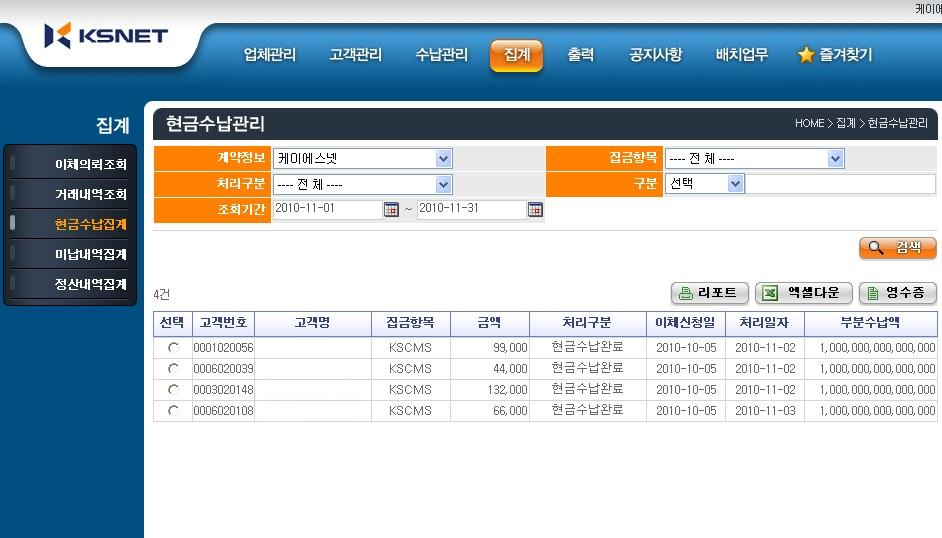 케이에
KSNET
업체관리 고객관리 수납관리 집계 출력 공지사항 배치업무 즐겨찾기
집계
이체의뢰조회
거래내역조회
현금수납집계
미납내역집계
정산내역집계
현금수납관리 HOME > 집계 > 현금수납관리
계약정보 케이에스넷 집금항목 ---- 전 체 ----
처리구분 ---- 전 체 ---- 구분 선택
조회기간 2010-11-01 ~ 2010-11-31
검색
4건 리포트 엑셀다운 영수증
선택 고객번호 고객명 집금항목 금액 처리구분 이체신청일 처리일자 부분수납액
0001020056 KSCMS 99,000 현금수납완료 2010-10-05 2010-11-02 1,000,000,000,000,000
0006020039 KSCMS 44,000 현금수납완료 2010-10-05 2010-11-02 1,000,000,000,000,000
0003020148 KSCMS 132,000 현금수납완료 2010-10-05 2010-11-02 1,000,000,000,000,000
0006020108 KSCMS 66,000 현금수납완료 2010-10-05 2010-11-03 1,000,000,000,000,000